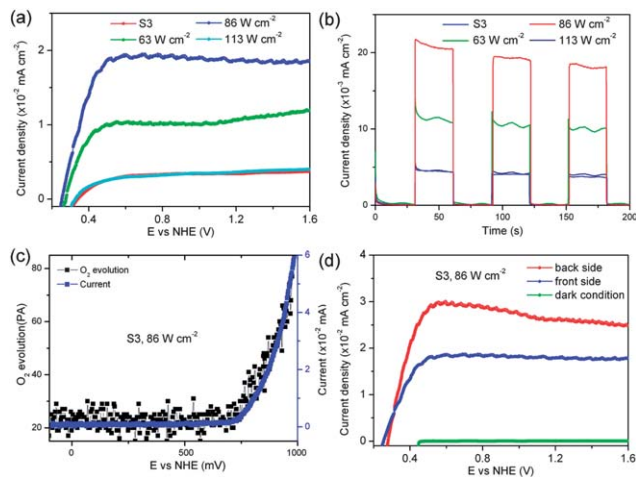 (a)
S3 86 W cm⁻²
63 W cm⁻² 113 W cm⁻²
Current density (x10⁻² mA cm⁻²)
2
1
0
0.4 0.8 1.2 1.6
E vs NHE (V)
(b)
S3 86 W cm⁻²
63 W cm⁻² 113 W cm⁻²
Current density (x10⁻³ mA cm⁻²)
20
10
0
0 50 100 150 200
Time (s)
(c)
O₂ evolution
Current
S3, 86 W cm⁻²
O₂ evolution(PA)
80
60
40
20
0 500 1000
E vs NHE (mV)
6
4
2
0
Current (x10⁻² mA)
(d)
S3, 86 W cm⁻²
back side
front side
dark condition
Current density (x10⁻² mA cm⁻²)
4
3
2
1
0
0.4 0.8 1.2 1.6
E vs NHE (V)